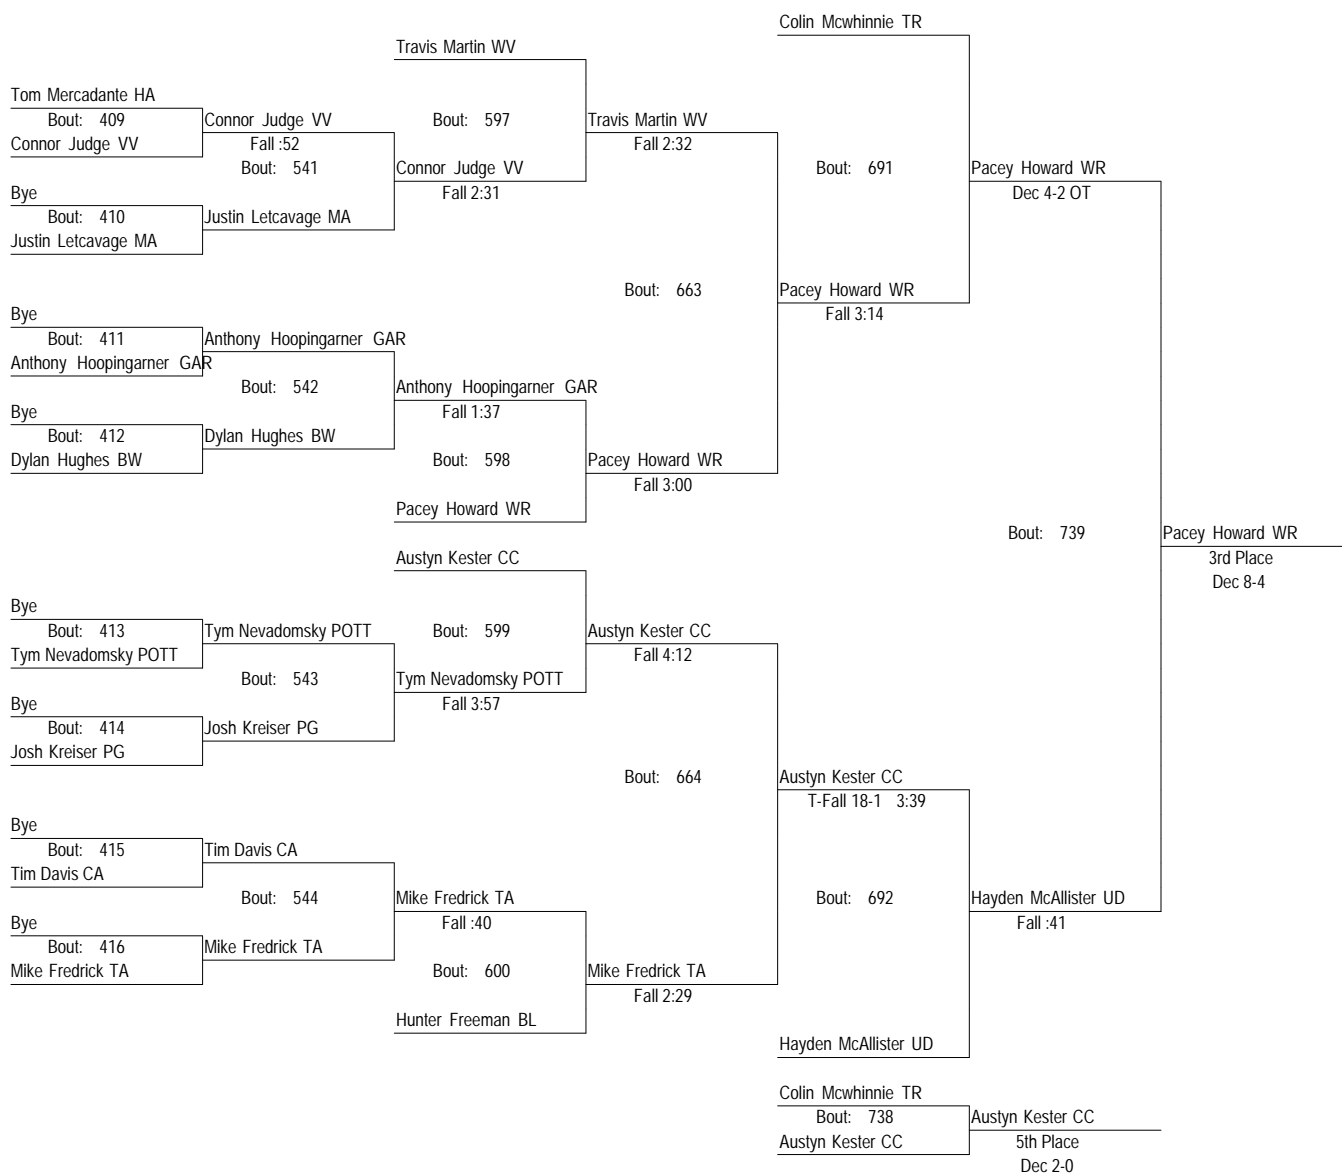 Colin Mcwhinnie TR
Travis Martin WV
Tom Mercadante HA
Bout: 409
Connor Judge VV
Connor Judge VV
Fall :52
Bout: 541
Bout: 597
Travis Martin WV
Fall 2:32
Connor Judge VV
Fall 2:31
Bout: 691
Pacey Howard WR
Dec 4-2 OT
Bye
Bout: 410
Justin Letcavage MA
Justin Letcavage MA
Bout: 663
Pacey Howard WR
Fall 3:14
Bye
Bout: 411
Anthony Hoopingarner GAR
Anthony Hoopingarner GAR
Bout: 542
Anthony Hoopingarner GAR
Fall 1:37
Bye
Bout: 412
Dylan Hughes BW
Dylan Hughes BW
Bout: 598
Pacey Howard WR
Fall 3:00
Pacey Howard WR
Bout: 739
Pacey Howard WR
3rd Place
Dec 8-4
Austyn Kester CC
Bye
Bout: 413
Tym Nevadomsky POTT
Tym Nevadomsky POTT
Bout: 599
Austyn Kester CC
Fall 4:12
Bout: 543
Tym Nevadomsky POTT
Fall 3:57
Bye
Bout: 414
Josh Kreiser PG
Josh Kreiser PG
Bout: 664
Austyn Kester CC
T-Fall 18-1 3:39
Bye
Bout: 415
Tim Davis CA
Tim Davis CA
Bout: 544
Mike Fredrick TA
Fall :40
Bout: 692
Hayden McAllister UD
Fall :41
Bye
Bout: 416
Mike Fredrick TA
Mike Fredrick TA
Bout: 600
Mike Fredrick TA
Fall 2:29
Hunter Freeman BL
Hayden McAllister UD
Colin Mcwhinnie TR
Bout: 738
Austyn Kester CC
Austyn Kester CC
5th Place
Dec 2-0